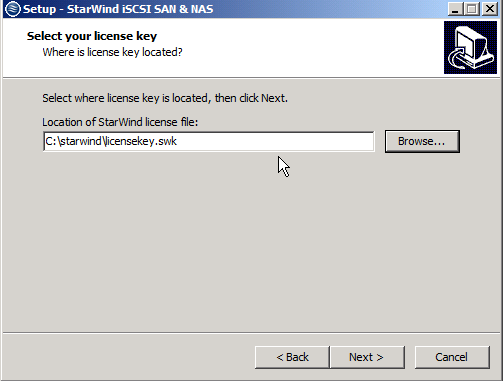 Setup - StarWind iSCSI SAN & NAS
Select your license key
Where is license key located?
Select where license key is located, then click Next.
Location of StarWind license file:
C:\starwind\licensekey.swk
Browse...
< Back
Next >
Cancel